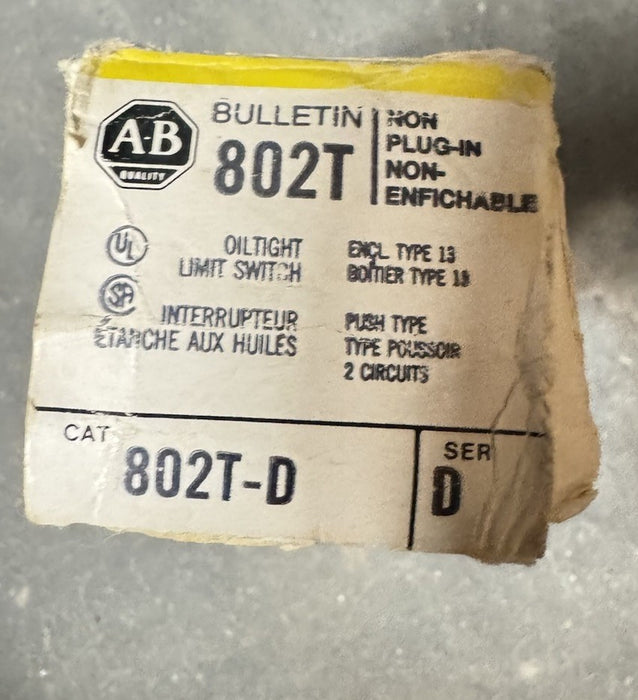 A-B
QUALITY
BULLETIN
802T
NON
PLUG-IN
NON-
ENFICHABLE
UL
SA
OILTIGHT
LIMIT SWITCH
ENCL TYPE 13
BOITIER TYPE 13
INTERRUPTEUR
ÉTANCHE AUX HUILES
PUSH TYPE
TYPE POUSSOIR
2 CIRCUITS
CAT
802T-D
SER
D